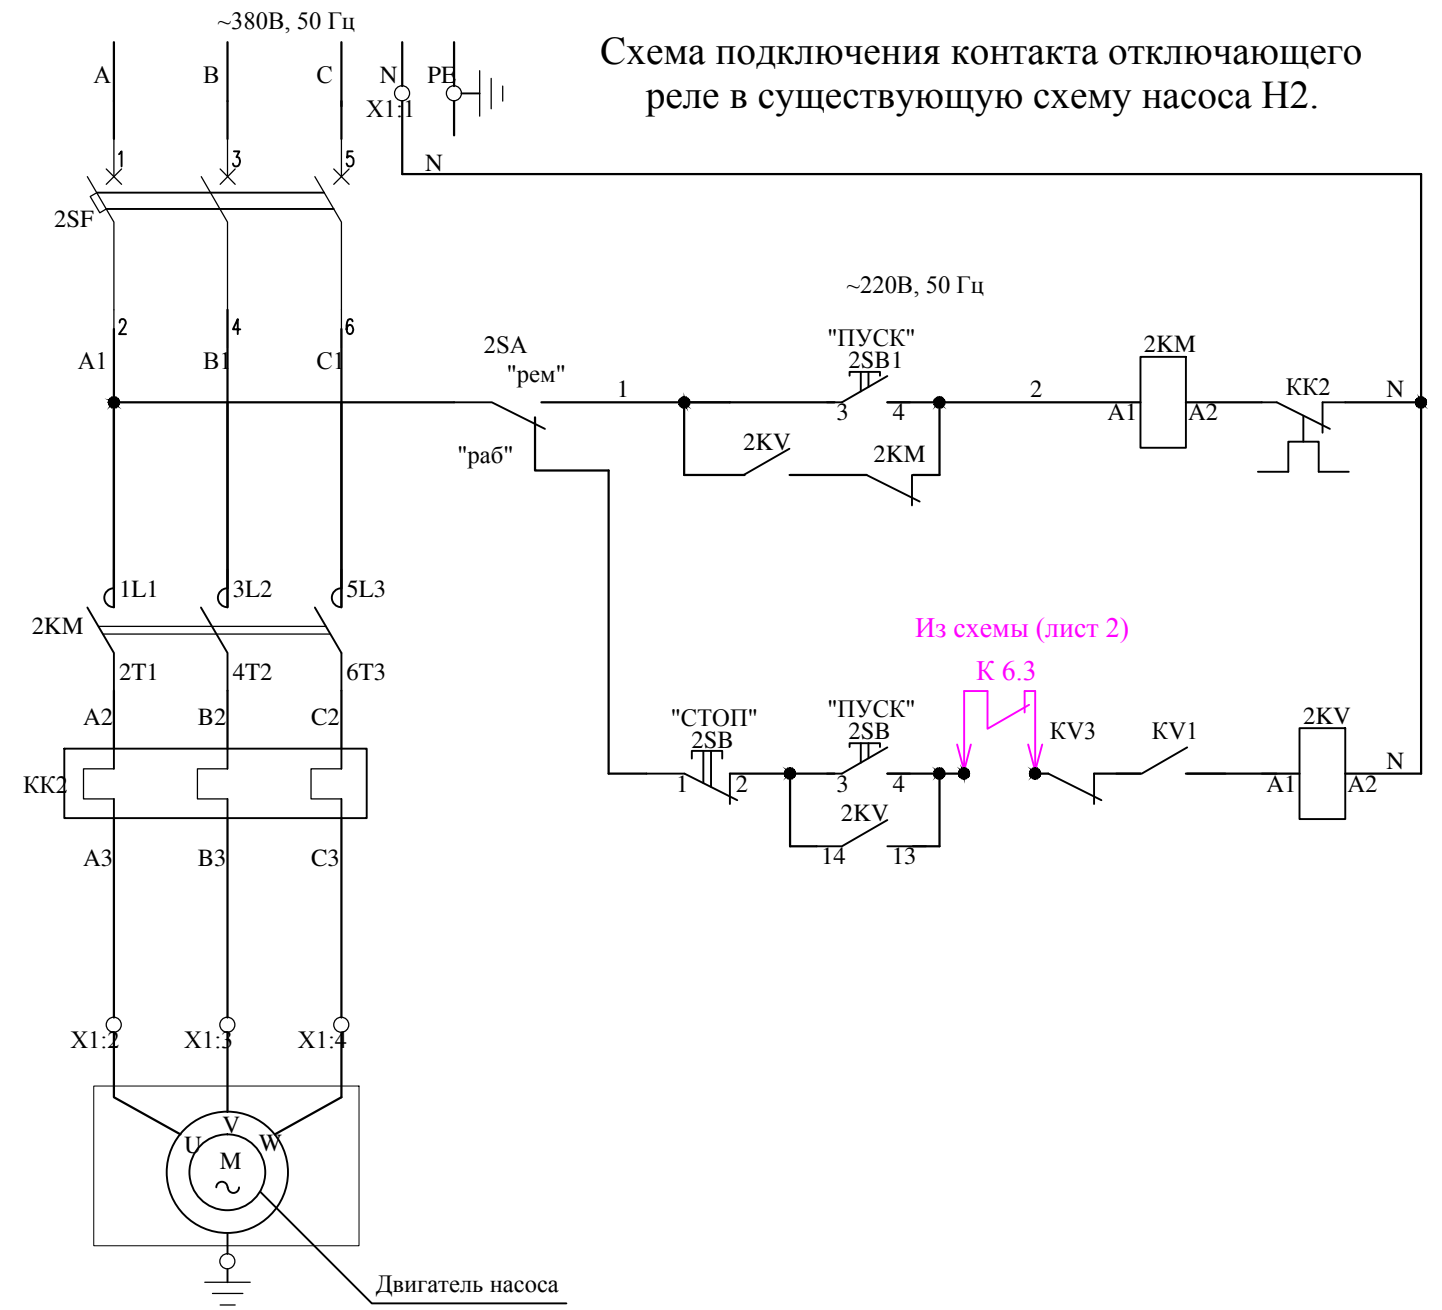 ~380В, 50 Гц
Схема подключения контакта отключающего
реле в существующую схему насоса Н2.
A B C N PE
X1:1
N
1 3 5
2SF
~220В, 50 Гц
2 4 6
A1 B1 C1
2SA
"рем"
"раб"
1
"ПУСК"
2SB1
3 4
2
2KM
A1 A2
КК2
N
2KV
2KM
1L1 3L2 5L3
2KM
2T1 4T2 6T3
Из схемы (лист 2)
К 6.3
A2 B2 C2
"СТОП"
2SB
1 2
"ПУСК"
2SB
3 4
KV3
KV1
2KV
A1 A2
N
2KV
14 13
КК2
A3 B3 C3
X1:2 X1:3 X1:4
U V W
M
Двигатель насоса